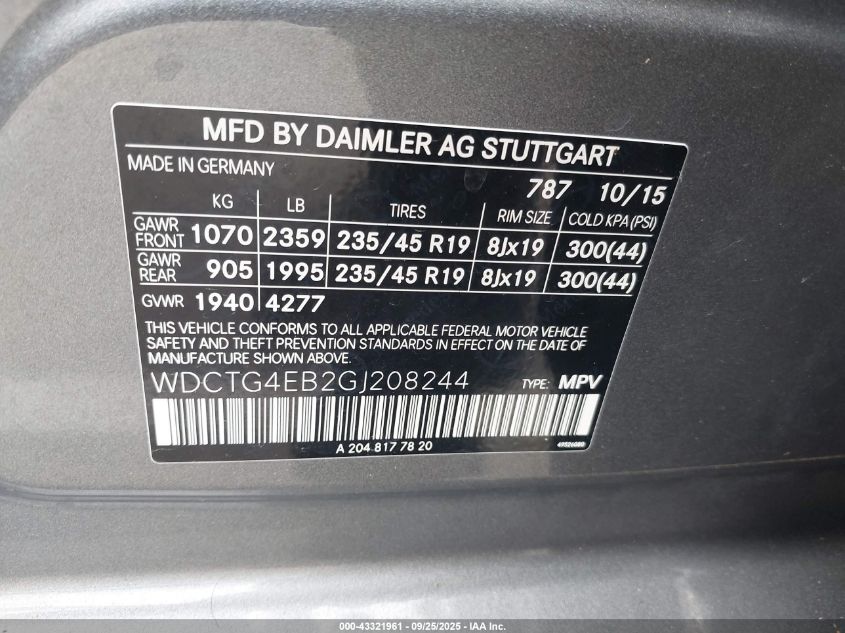 MFD BY DAIMLER AG STUTTGART
MADE IN GERMANY 787 10/15
KG LB TIRES RIM SIZE COLD KPA (PSI)
GAWR FRONT 1070 2359 235/45 R19 8Jx19 300(44)
GAWR REAR 905 1995 235/45 R19 8Jx19 300(44)
GVWR 1940 4277
THIS VEHICLE CONFORMS TO ALL APPLICABLE FEDERAL MOTOR VEHICLE
SAFETY AND THEFT PREVENTION STANDARDS IN EFFECT ON THE DATE OF
MANUFACTURE SHOWN ABOVE.
WDCTG4EB2GJ208244 TYPE: MPV
A 204 817 78 20
000-43321961 - 09/25/2025 - IAA Inc.